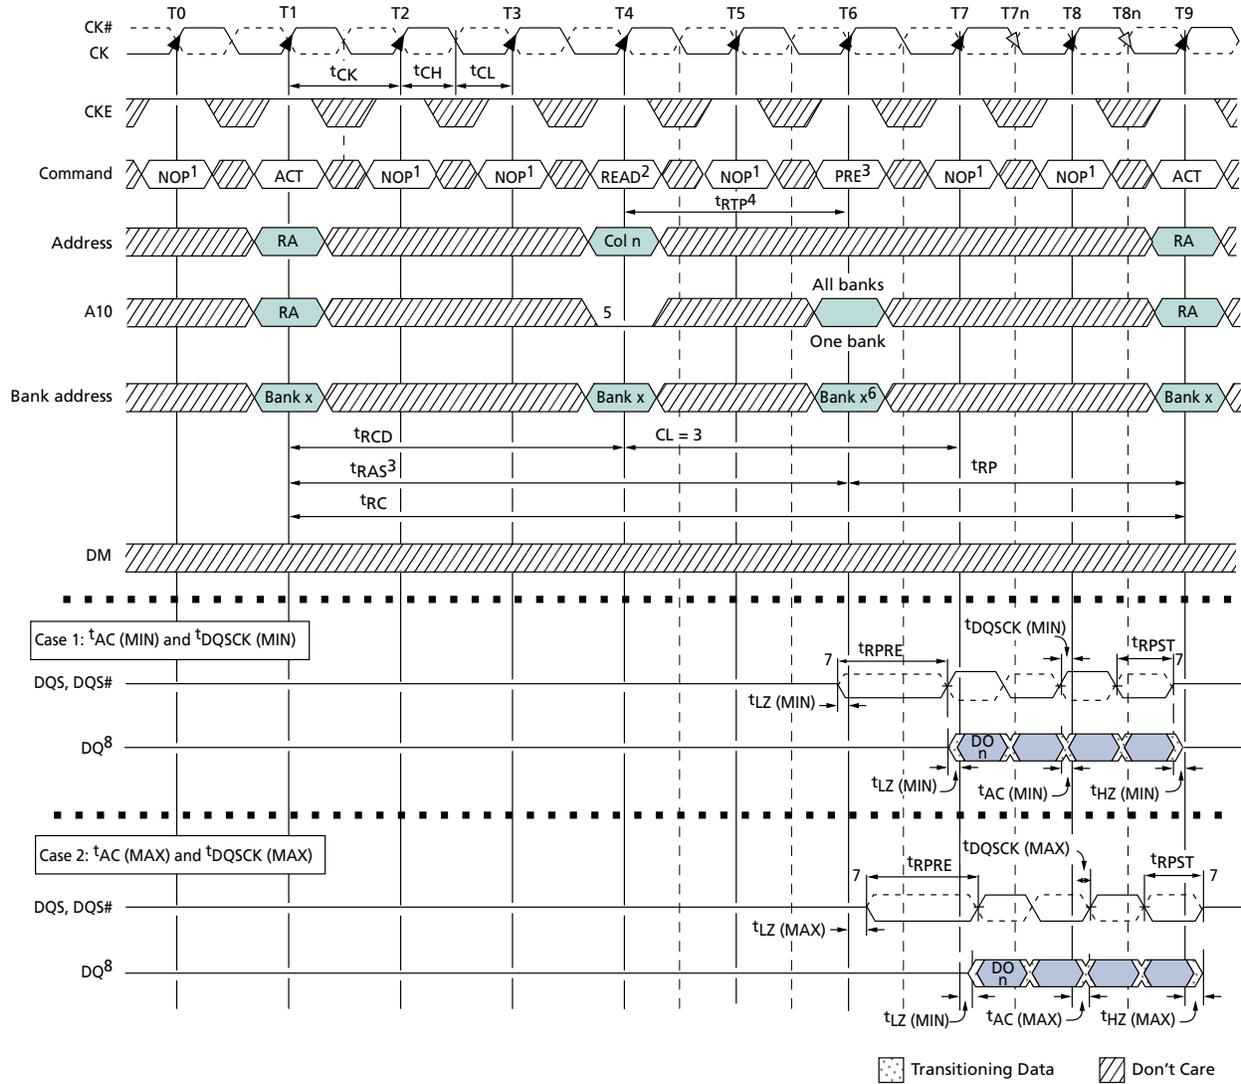 T0 T1 T2 T3 T4 T5 T6 T7 T7n T8 T8n T9
CK#
CK
tCK tCH tCL
CKE
Command NOP1 ACT NOP1 NOP1 READ2 NOP1 PRE3 NOP1 NOP1 ACT
tRTP4
Address RA Col n RA
All banks
A10 RA 5 RA
One bank
Bank address Bank x Bank x Bank x6 Bank x
tRCD CL = 3
tRAS3 tRP
tRC
DM
Case 1: tAC (MIN) and tDQSCK (MIN)
tDQSCK (MIN)
7 tRPRE tRPST 7
DQS, DQS#
tLZ (MIN)
DQ8 DO
n
tLZ (MIN) tAC (MIN) tHZ (MIN)
Case 2: tAC (MAX) and tDQSCK (MAX)
tDQSCK (MAX)
7 tRPRE tRPST 7
DQS, DQS#
tLZ (MAX)
DQ8 DO
n
tLZ (MIN) tAC (MAX) tHZ (MAX)
Transitioning Data Don't Care